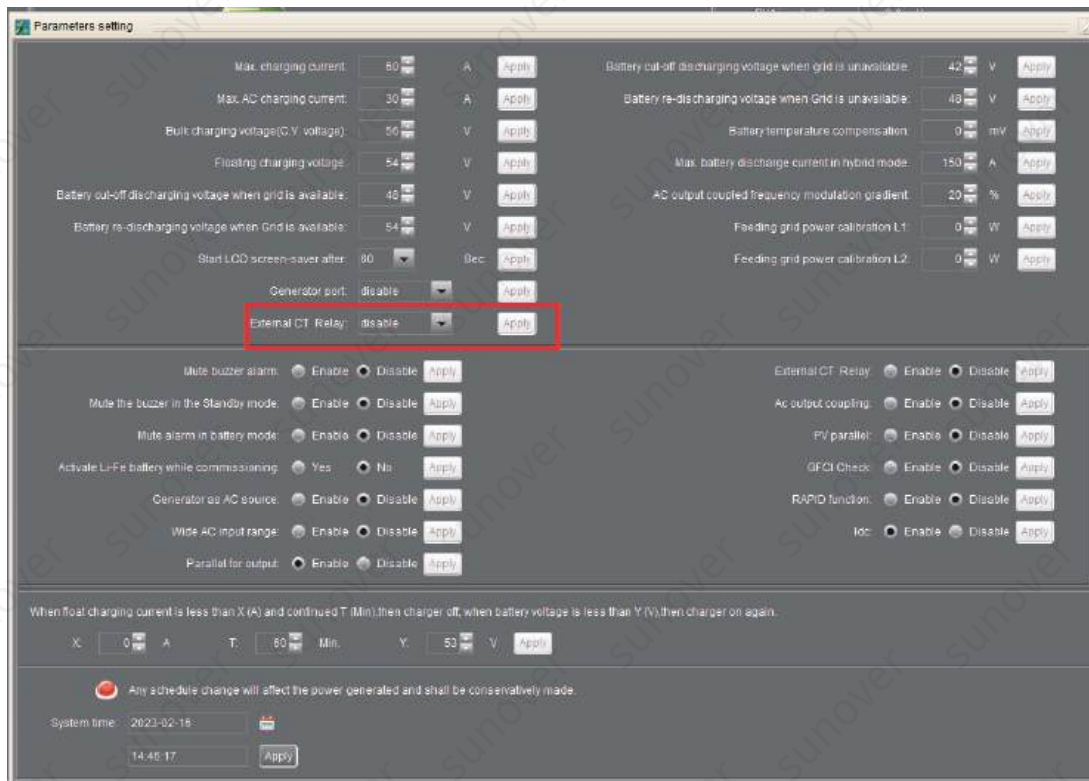 Parameters setting
Max. charging current: 60 A Apply
Battery cut-off discharging voltage when grid is unavailable: 42 V Apply
Max. AC charging current: 30 A Apply
Battery re-discharging voltage when Grid is unavailable: 48 V Apply
Bulk charging voltage(C.V. voltage): 56 V Apply
Battery temperature compensation: 0 mV Apply
Floating charging voltage: 54 V Apply
Max. battery discharge current in hybrid mode: 150 A Apply
Battery cut-off discharging voltage when grid is available: 48 V Apply
AC output coupled frequency modulation gradient: 20 % Apply
Battery re-discharging voltage when Grid is available: 54 V Apply
Feeding grid power calibration L1: 0 W Apply
Start LCD screen-saver after: 60 Sec. Apply
Feeding grid power calibration L2: 0 W Apply
Generator port: disable Apply
External CT Relay: disable Apply
Mute buzzer alarm: Enable Disable Apply
External CT Relay: Enable Disable Apply
Mute the buzzer in the Standby mode: Enable Disable Apply
Ac output coupling: Enable Disable Apply
Mute alarm in battery mode: Enable Disable Apply
PV parallel: Enable Disable Apply
Activate Li-Fe battery while commissioning: Yes No Apply
GFCI Check: Enable Disable Apply
Generator as AC source: Enable Disable Apply
RAPID function: Enable Disable Apply
Wide AC input range: Enable Disable Apply
Idc: Enable Disable Apply
Parallel for output: Enable Disable Apply
When float charging current is less than X (A) and continued T (Min),then charger off, when battery voltage is less than Y (V),then charger on again.
X: 0 A T: 60 Min. Y: 53 V Apply
Any schedule change will affect the power generated and shall be conservatively made.
System time: 2023-02-16
14:46:17 Apply
sunover